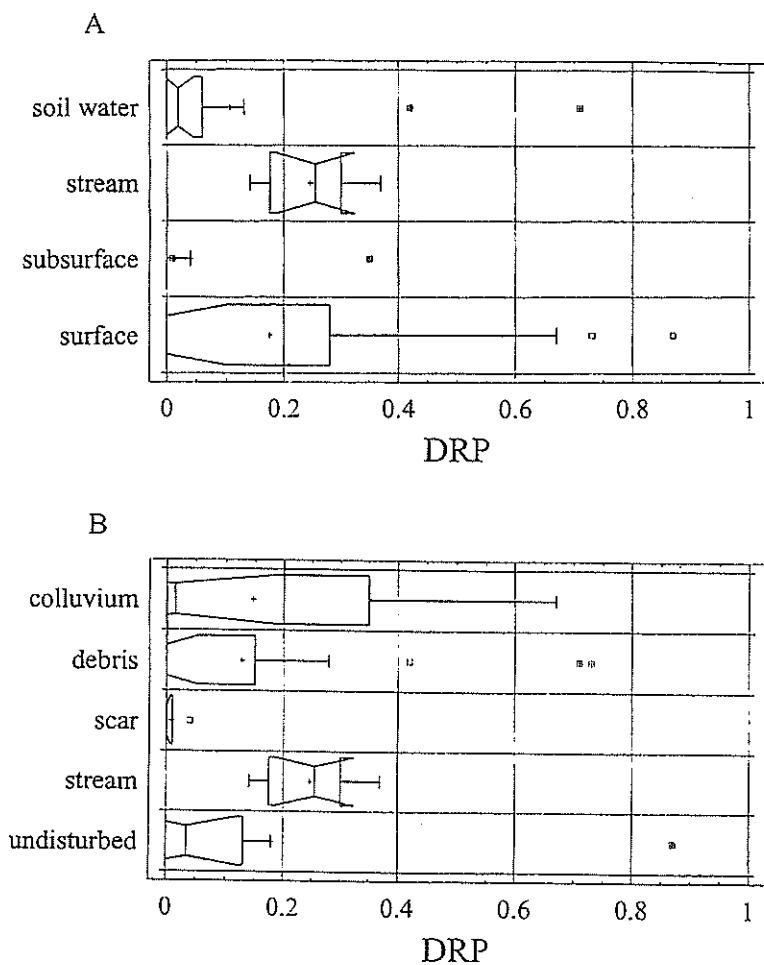 A
soil water
stream
subsurface
surface
0 0.2 0.4 0.6 0.8 1
DRP
B
colluvium
debris
scar
stream
undisturbed
0 0.2 0.4 0.6 0.8 1
DRP